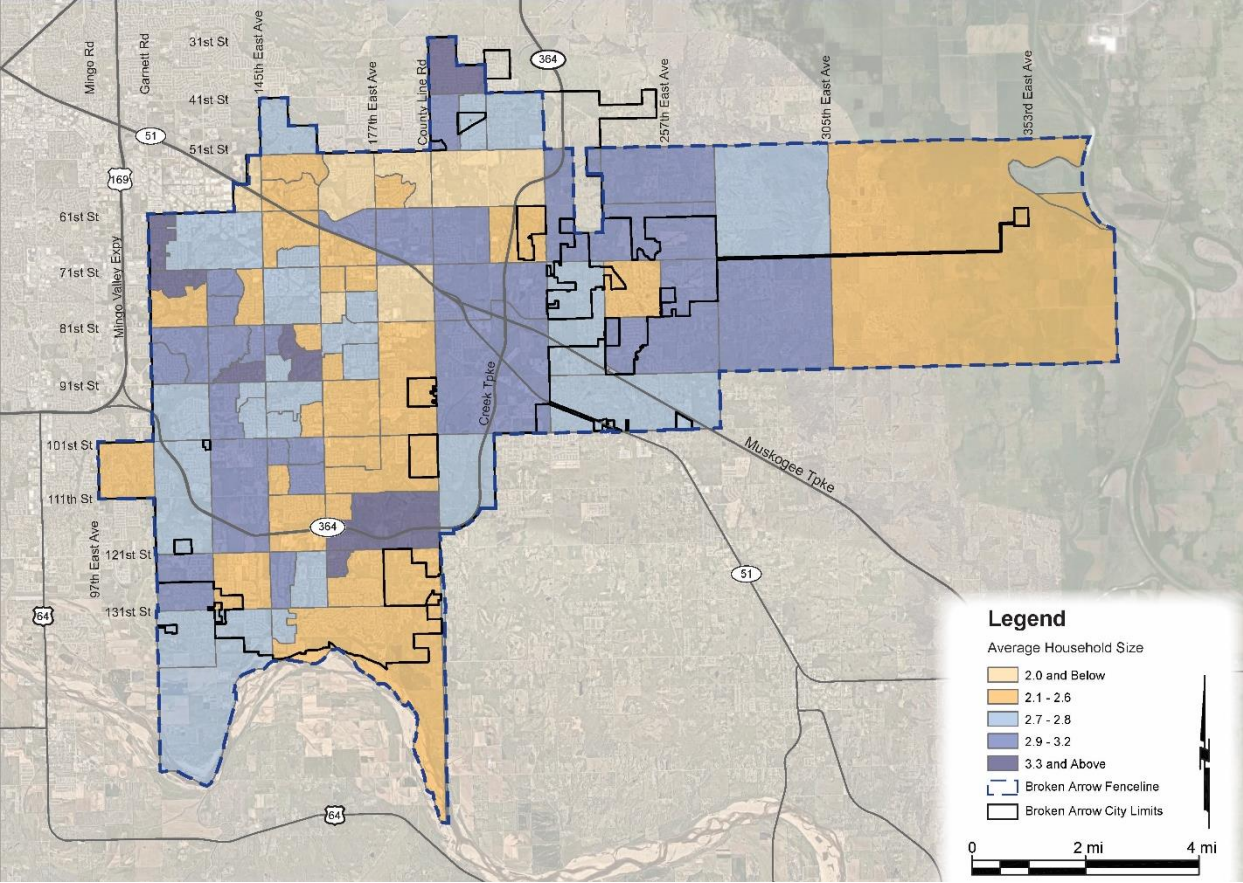 31st St
41st St
51st St
61st St
71st St
81st St
91st St
101st St
111th St
121st St
131st St
Mingo Rd
Garnett Rd
145th East Ave
177th East Ave
County Line Rd
257th East Ave
305th East Ave
353rd East Ave
Mingo Valley Expy
97th East Ave
Creek Tpke
Muskogee Tpke
364
51
169
364
51
64
64
Legend
Average Household Size
2.0 and Below
2.1 - 2.6
2.7 - 2.8
2.9 - 3.2
3.3 and Above
Broken Arrow Fenceline
Broken Arrow City Limits
0 2 mi 4 mi